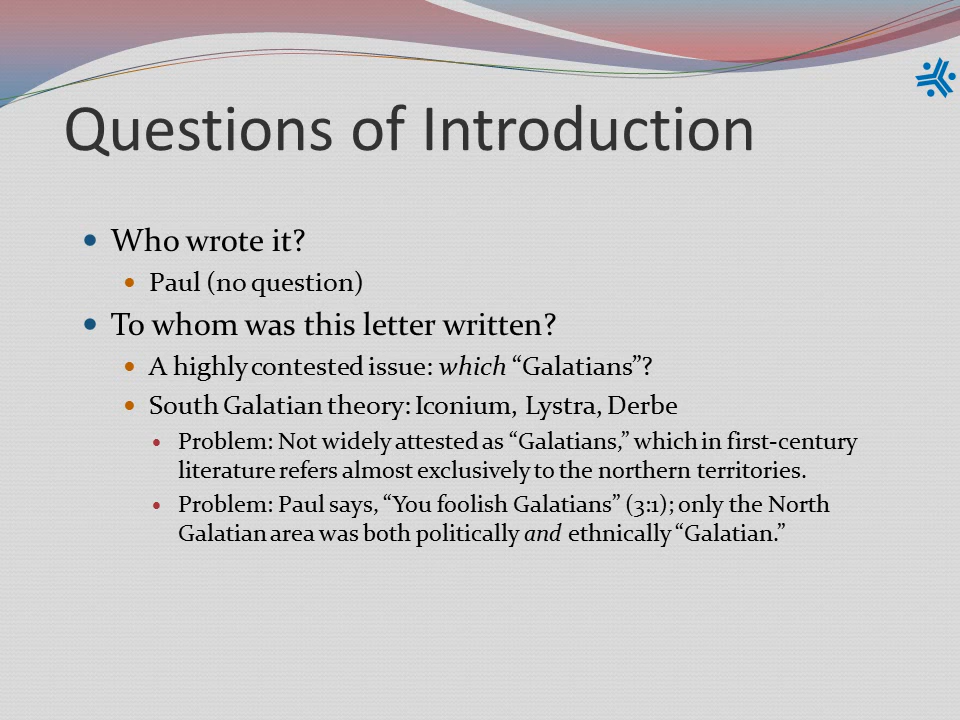 Questions of Introduction
Who wrote it?
Paul (no question)
To whom was this letter written?
A highly contested issue: which “Galatians”?
South Galatian theory: Iconium, Lystra, Derbe
Problem: Not widely attested as “Galatians,” which in first-century
literature refers almost exclusively to the northern territories.
Problem: Paul says, “You foolish Galatians” (3:1); only the North
Galatian area was both politically and ethnically “Galatian.”